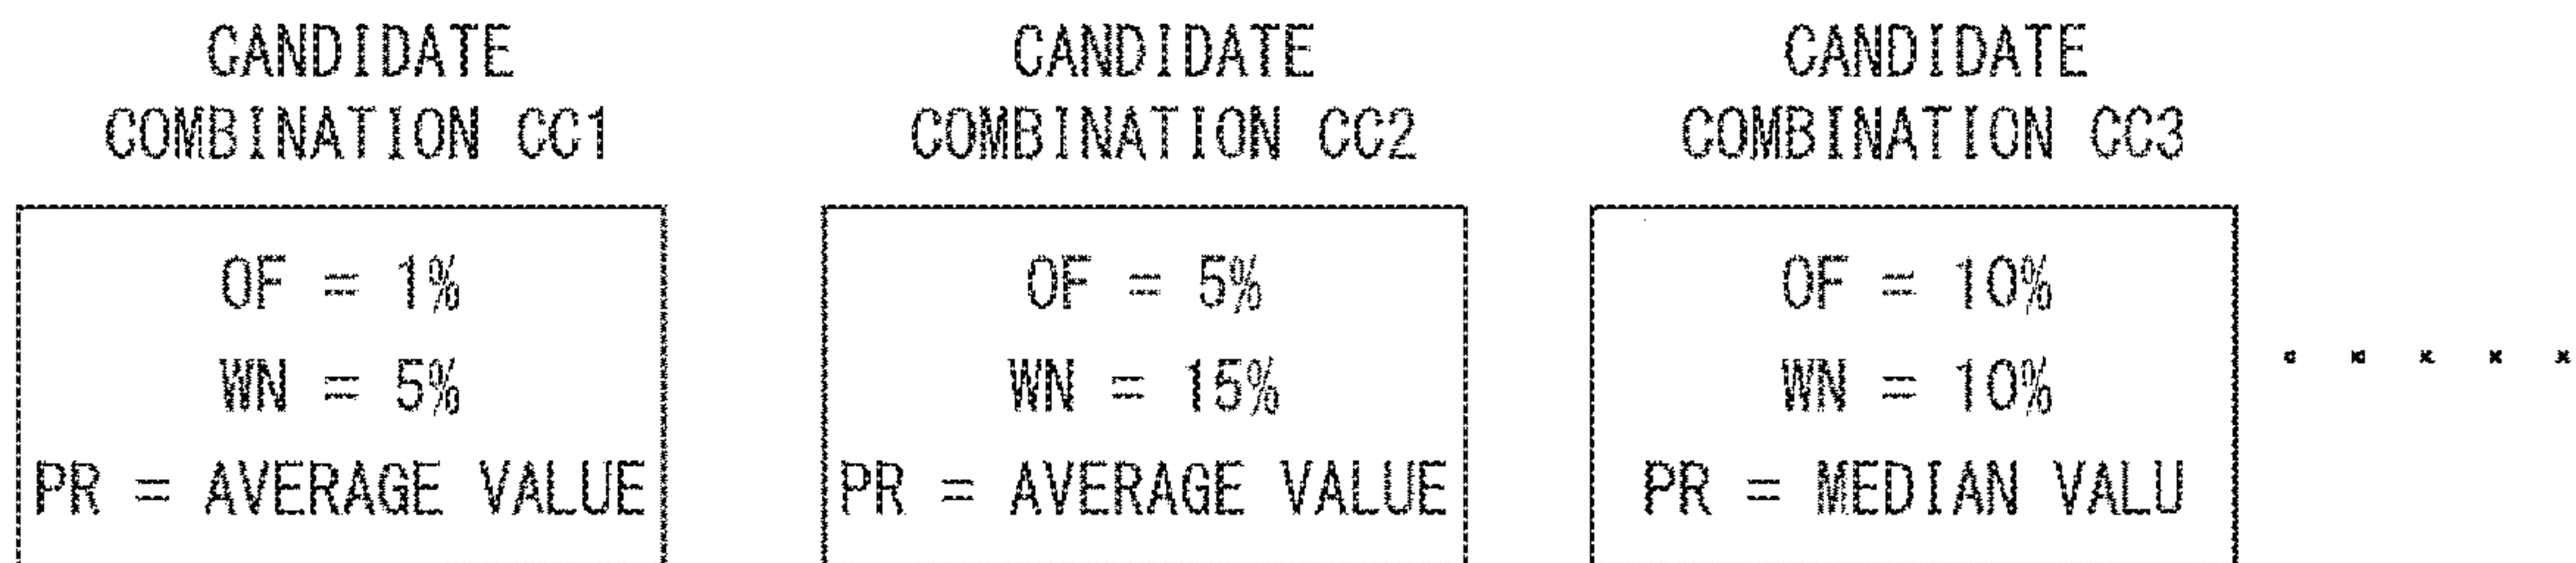 CANDIDATE
COMBINATION CC1
OF = 1%
WN = 5%
PR = AVERAGE VALUE
CANDIDATE
COMBINATION CC2
OF = 5%
WN = 15%
PR = AVERAGE VALUE
CANDIDATE
COMBINATION CC3
OF = 10%
WN = 10%
PR = MEDIAN VALU
. . . . .